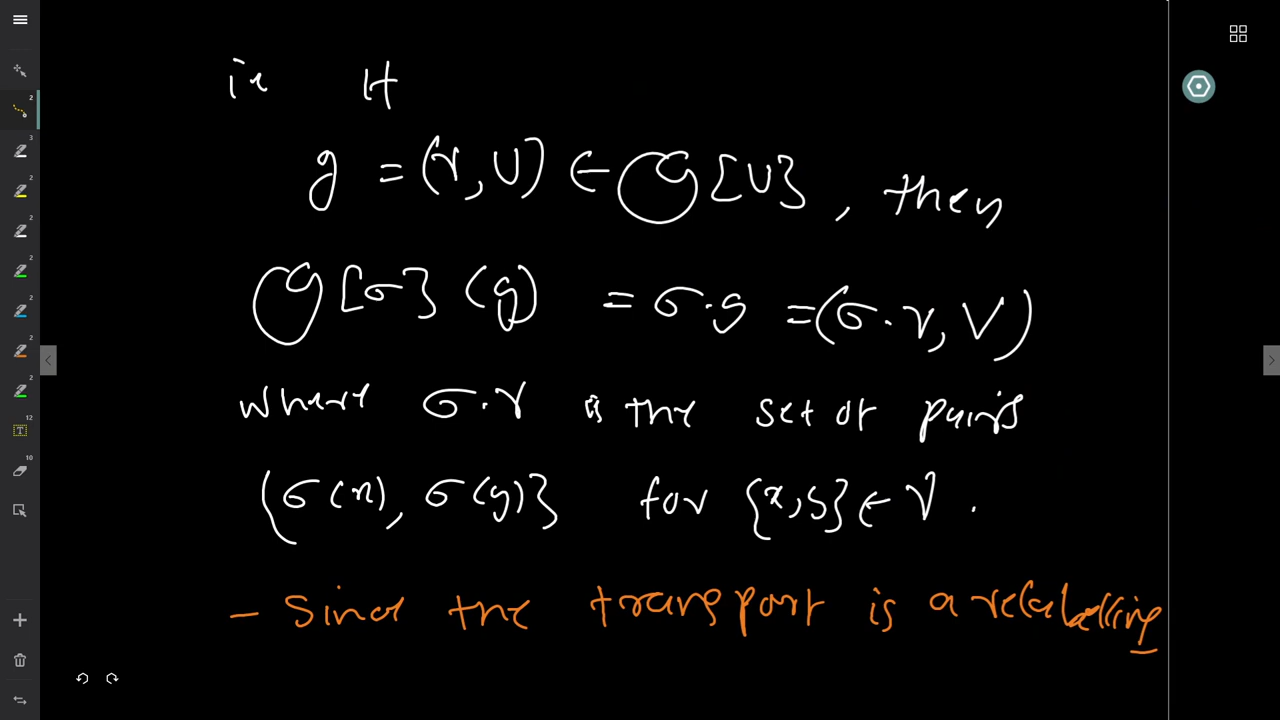 ie If
g = (γ, U) ∈ 𝒢[U], then
𝒢[σ](g) = σ·g = (σ·γ, V)
where σ·γ is the set of pairs
{σ(x), σ(y)} for {x,y} ∈ γ.
- Since the transport is a relabelling